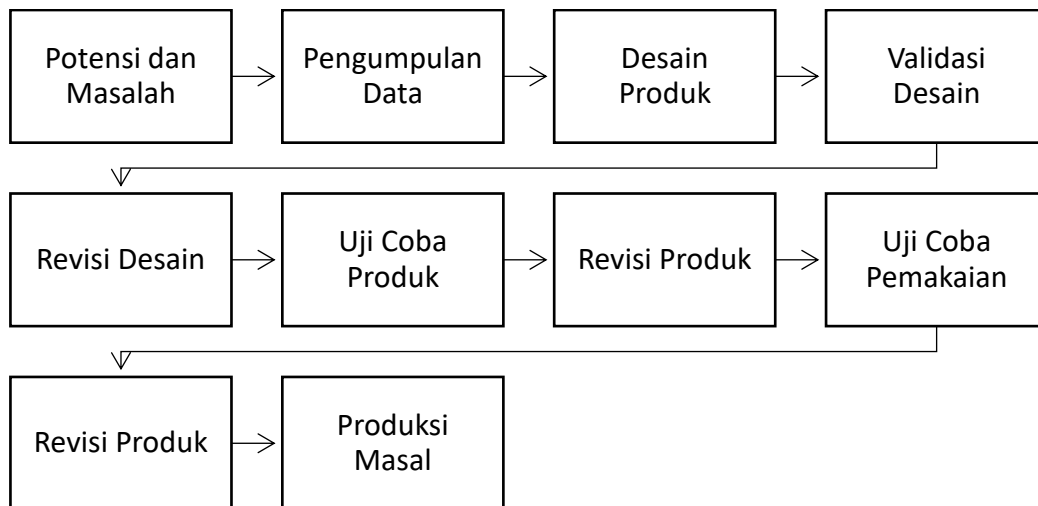 Potensi dan
Masalah
Pengumpulan
Data
Desain
Produk
Validasi
Desain
Revisi Desain
Uji Coba
Produk
Revisi Produk
Uji Coba
Pemakaian
Revisi Produk
Produksi
Masal